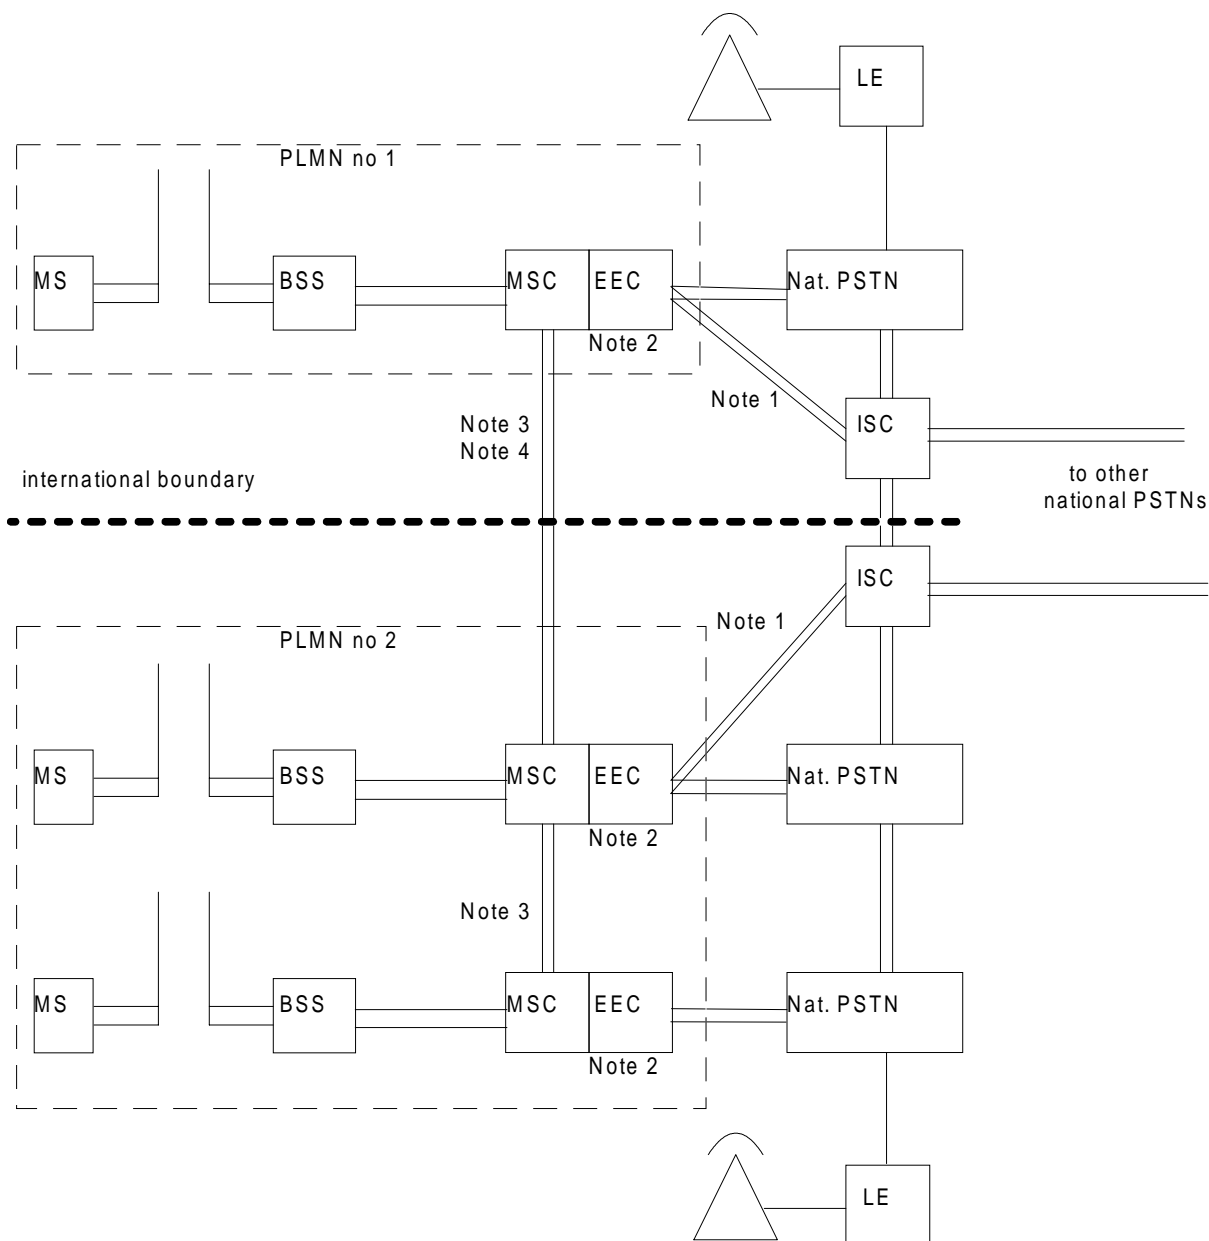 LE
PLMN no 1
MS
BSS
MSC
EEC
Nat. PSTN
Note 2
Note 1
Note 3
Note 4
ISC
international boundary
to other
national PSTNs
ISC
Note 1
PLMN no 2
MS
BSS
MSC
EEC
Nat. PSTN
Note 2
Note 3
MS
BSS
MSC
EEC
Nat. PSTN
Note 2
LE